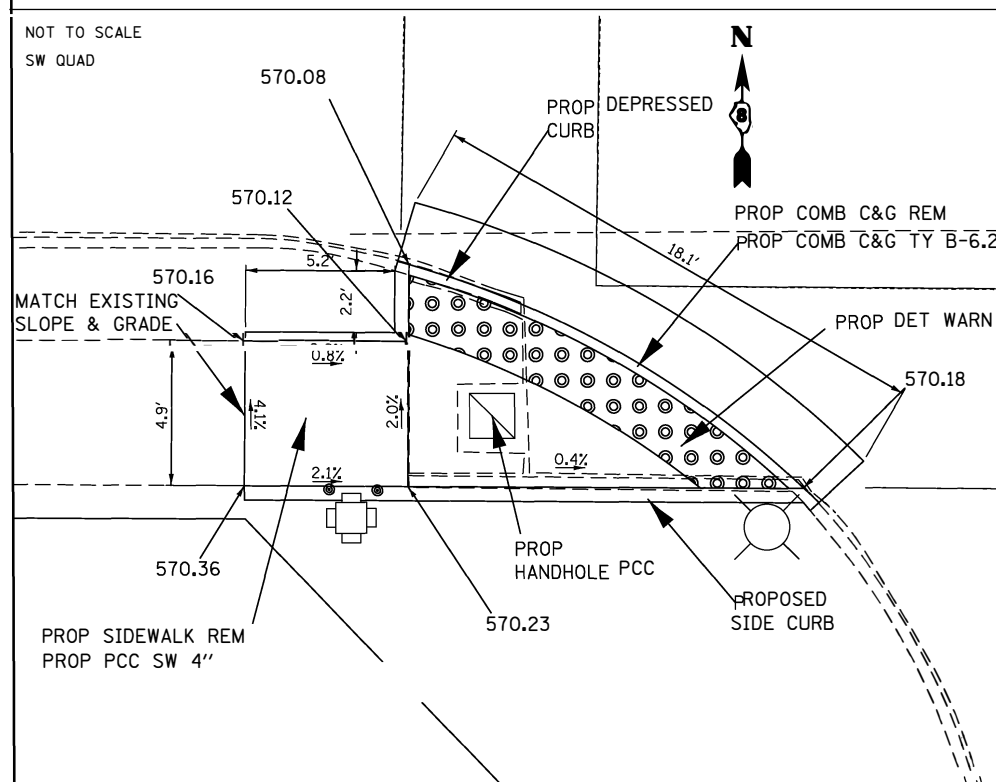 NOT TO SCALE
SW QUAD
570.08
N
8
PROP DEPRESSED
CURB
570.12
PROP COMB C&G REM
PROP COMB C&G TY B-6.2
18.1'
5.2'
570.16
2.2'
MATCH EXISTING
SLOPE & GRADE
PROP DET WARN
0.8%
570.18
4.9'
4.1%
2.0%
0.4%
2.1%
570.36
PROP
HANDHOLE PCC
570.23
PROPOSED
SIDE CURB
PROP SIDEWALK REM
PROP PCC SW 4"